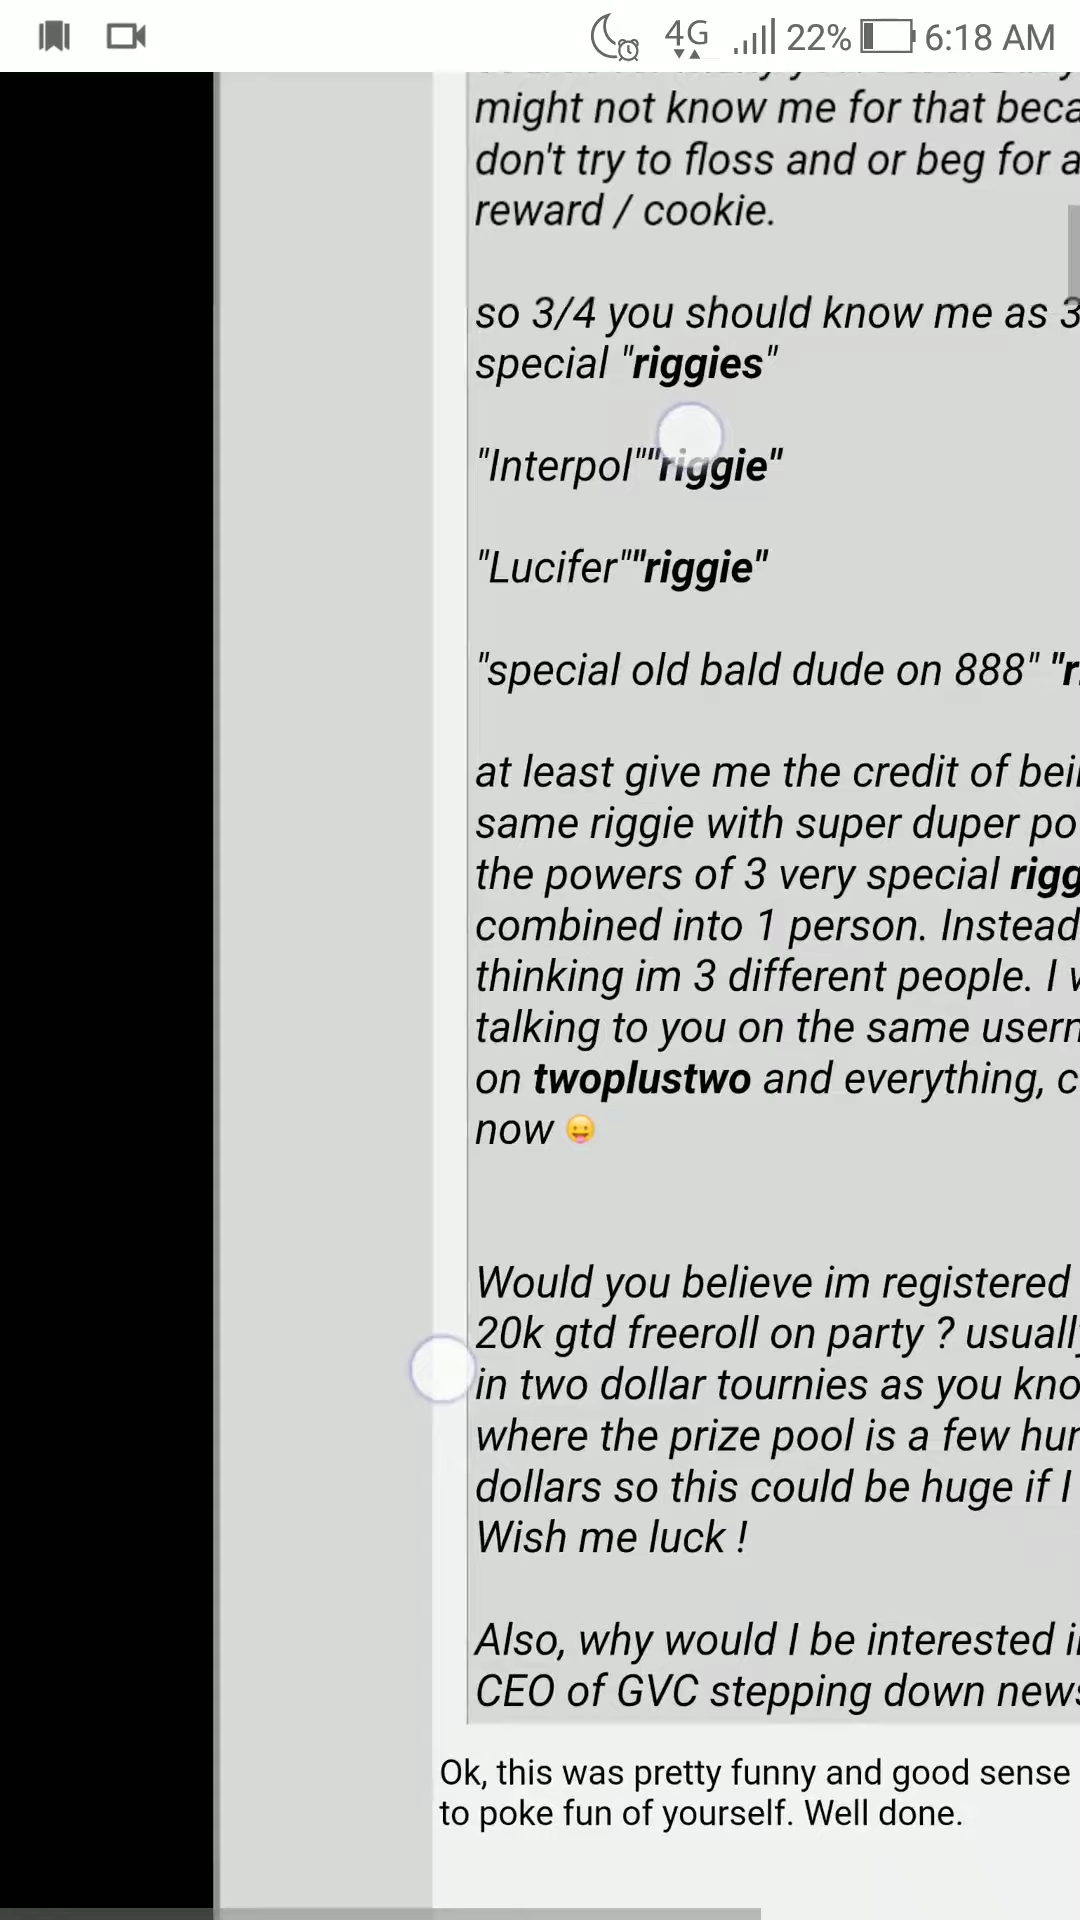 4G 22% 6:18 AM
might not know me for that beca
don't try to floss and or beg for a
reward / cookie.
so 3/4 you should know me as 3
special "riggies"
"Interpol""riggie"
"Lucifer""riggie"
"special old bald dude on 888" "r
at least give me the credit of bei
same riggie with super duper po
the powers of 3 very special rigg
combined into 1 person. Instead
thinking im 3 different people. I
talking to you on the same usern
on twoplustwo and everything, c
now 😛
Would you believe im registered
20k gtd freeroll on party ? usually
in two dollar tournies as you kno
where the prize pool is a few hun
dollars so this could be huge if I
Wish me luck !
Also, why would I be interested i
CEO of GVC stepping down news
Ok, this was pretty funny and good sense
to poke fun of yourself. Well done.